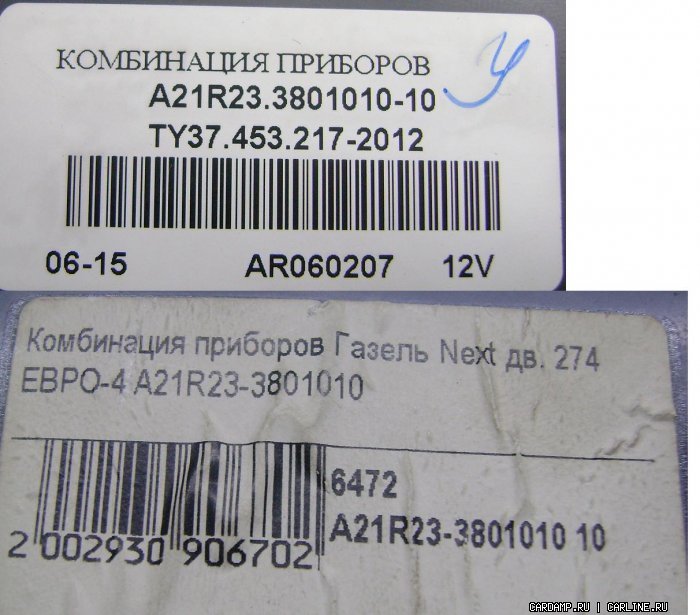 КОМБИНАЦИЯ ПРИБОРОВ
A21R23.3801010-10
ТУ37.453.217-2012
06-15 AR060207 12V
Комбинация приборов Газель Next дв. 274
ЕВРО-4 A21R23-3801010
6472
A21R23-3801010 10
2 002930 906702
CARDAMP.RU / CARLINE.RU